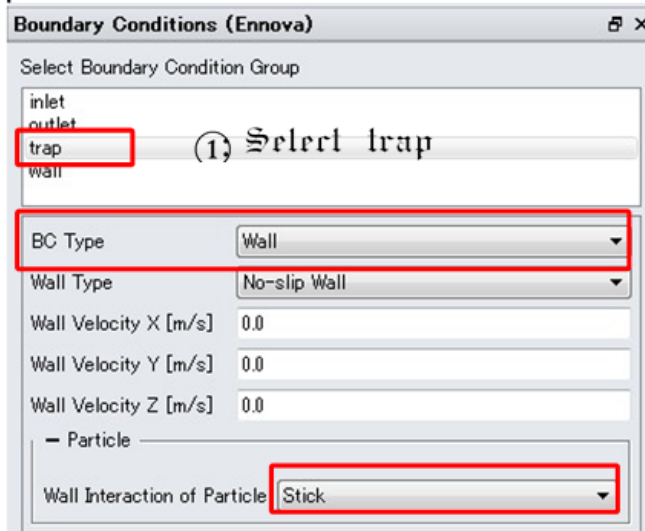 Boundary Conditions (Ennova)
Select Boundary Condition Group
inlet
outlet
trap
① Select trap
wall
BC Type Wall
Wall Type No-slip Wall
Wall Velocity X [m/s] 0.0
Wall Velocity Y [m/s] 0.0
Wall Velocity Z [m/s] 0.0
Particle
Wall Interaction of Particle Stick